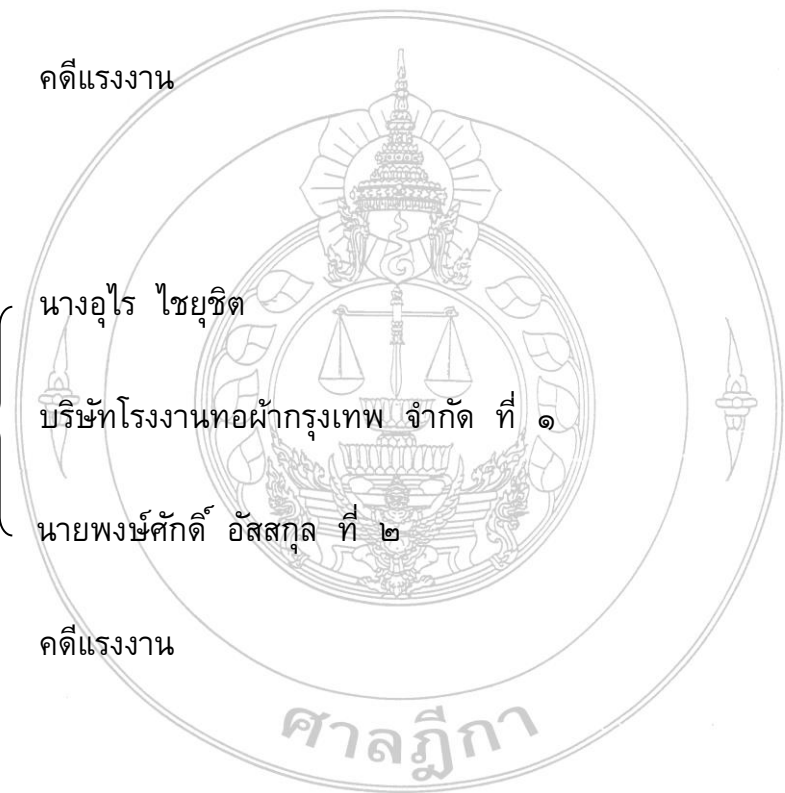 คดีแรงงาน
นางอุไร ไชยุชิต
บริษัทโรงงานทอผ้ากรุงเทพ จำกัด ที่ ๑
นายพงษ์ศักดิ์ อัสสกุล ที่ ๒
คดีแรงงาน
ศาลฎีกา